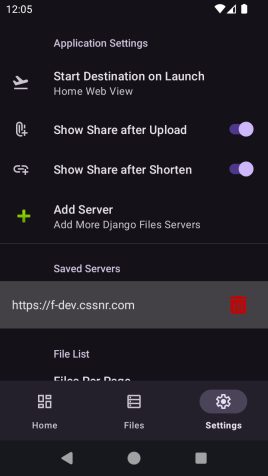 12:05
Application Settings
Start Destination on Launch
Home Web View
Show Share after Upload
Show Share after Shorten
Add Server
Add More Django Files Servers
Saved Servers
https://f-dev.cssnr.com
File List
Files Per Page
Home
Files
Settings